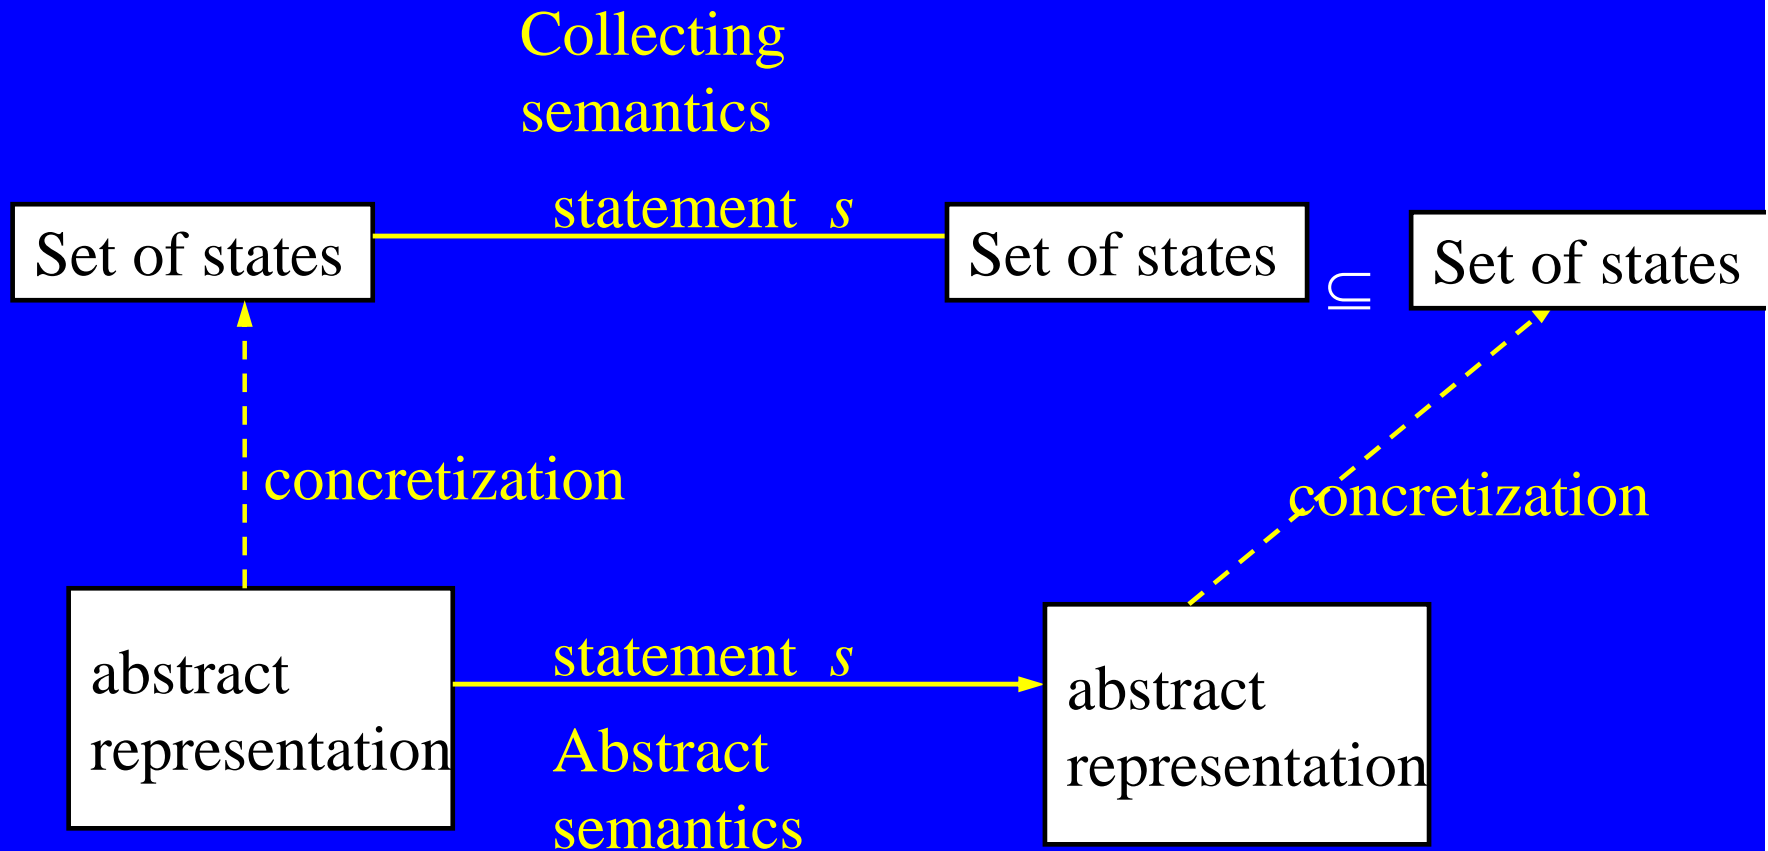 Collecting
semantics
statement s
Set of states
Set of states
⊆
Set of states
concretization
concretization
abstract
representation
statement s
Abstract
semantics
abstract
representation